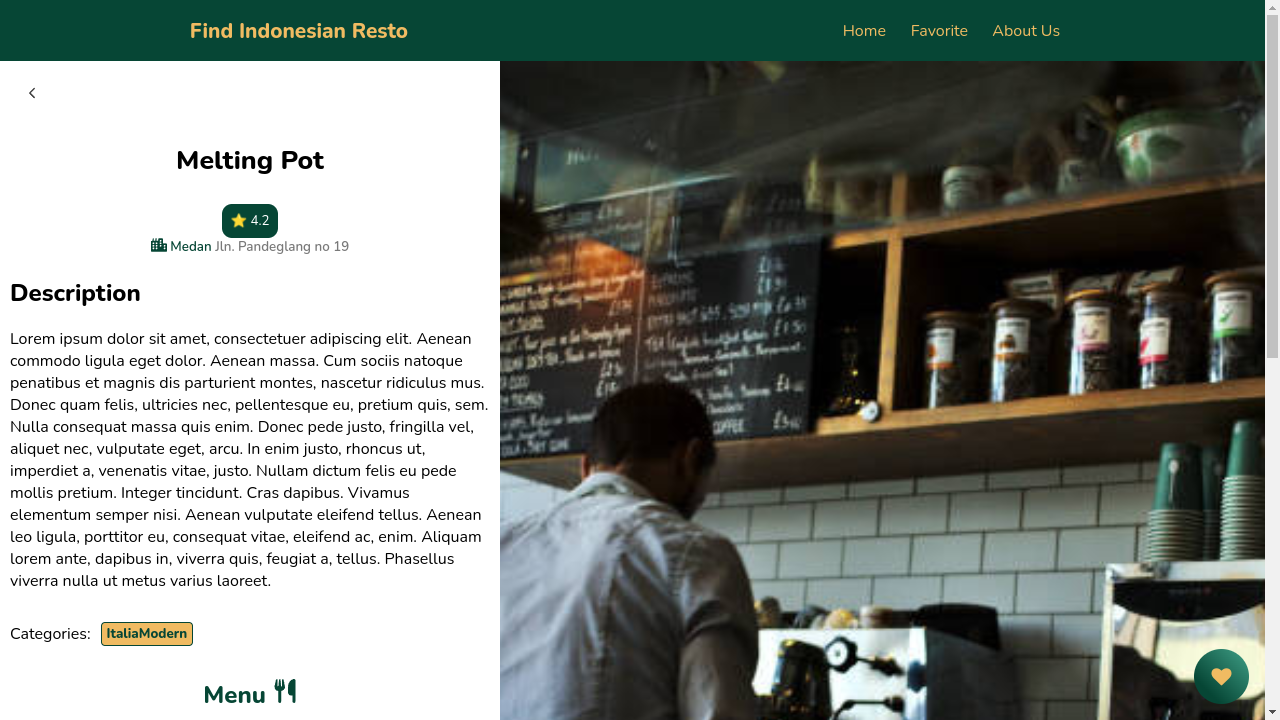 Find Indonesian Resto
Home Favorite About Us
Melting Pot
4.2
Medan Jln. Pandeglang no 19
Description
Lorem ipsum dolor sit amet, consectetuer adipiscing elit. Aenean
commodo ligula eget dolor. Aenean massa. Cum sociis natoque
penatibus et magnis dis parturient montes, nascetur ridiculus mus.
Donec quam felis, ultricies nec, pellentesque eu, pretium quis, sem.
Nulla consequat massa quis enim. Donec pede justo, fringilla vel,
aliquet nec, vulputate eget, arcu. In enim justo, rhoncus ut,
imperdiet a, venenatis vitae, justo. Nullam dictum felis eu pede
mollis pretium. Integer tincidunt. Cras dapibus. Vivamus
elementum semper nisi. Aenean vulputate eleifend tellus. Aenean
leo ligula, porttitor eu, consequat vitae, eleifend ac, enim. Aliquam
lorem ante, dapibus in, viverra quis, feugiat a, tellus. Phasellus
viverra nulla ut metus varius laoreet.
Categories: ItaliaModern
Menu